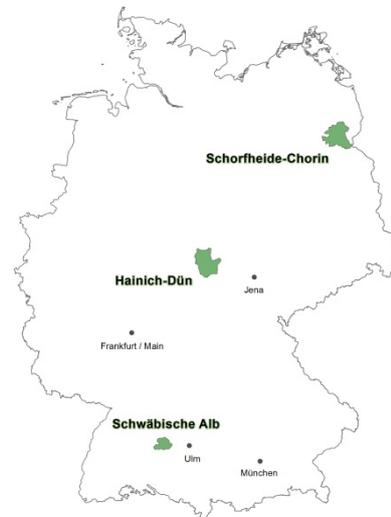 Schorfheide-Chorin
Hainich-Dün
Jena
Frankfurt / Main
Schwäbische Alb
Ulm
München